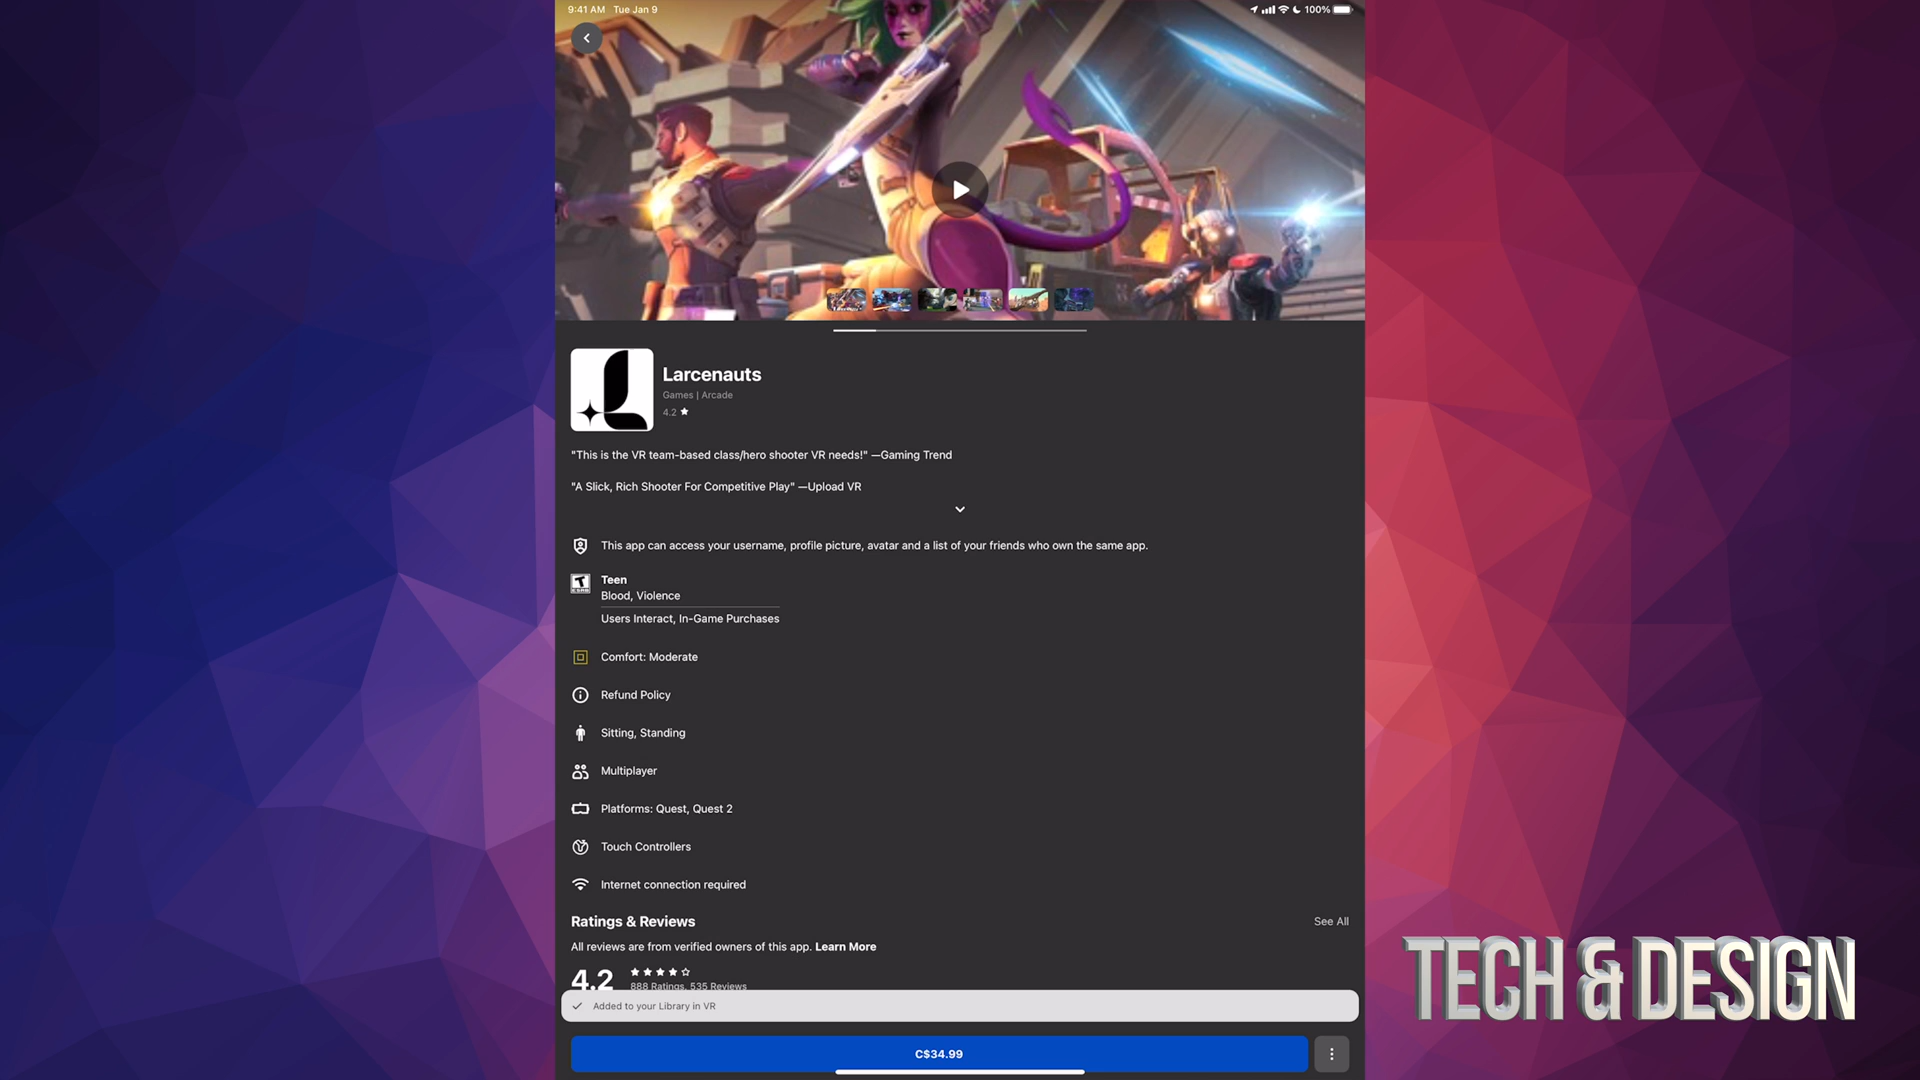 9:41 AM Tue Jan 9
100%
Larcenauts
Games | Arcade
4.2
"This is the VR team-based class/hero shooter VR needs!" —Gaming Trend
"A Slick, Rich Shooter For Competitive Play" —Upload VR
This app can access your username, profile picture, avatar and a list of your friends who own the same app.
T
ESRB
Teen
Blood, Violence
Users Interact, In-Game Purchases
Comfort: Moderate
Refund Policy
Sitting, Standing
Multiplayer
Platforms: Quest, Quest 2
Touch Controllers
Internet connection required
Ratings & Reviews
See All
All reviews are from verified owners of this app. Learn More
4.2
888 Ratings, 535 Reviews
Added to your Library in VR
C$34.99
TECH & DESIGN